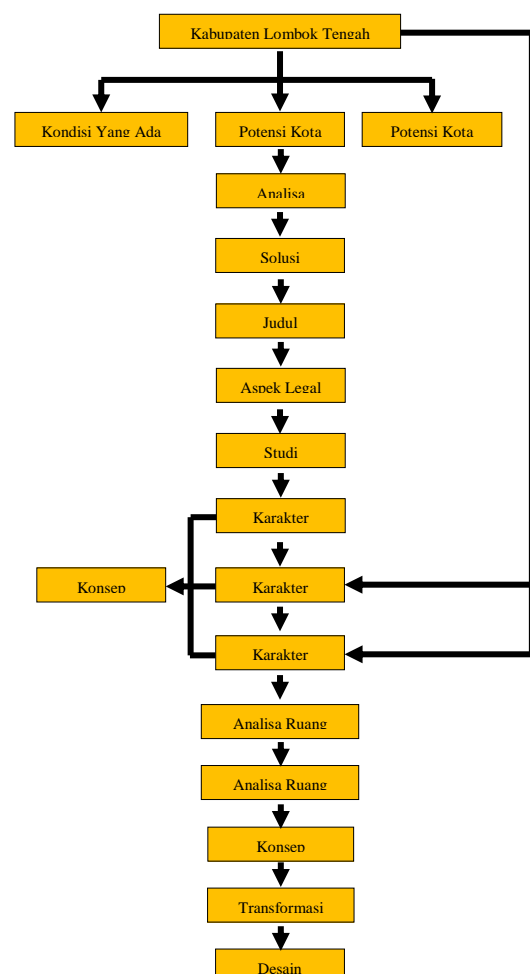 Kabupaten Lombok Tengah
Kondisi Yang Ada
Potensi Kota
Potensi Kota
Analisa
Solusi
Judul
Aspek Legal
Studi
Karakter
Konsep
Karakter
Karakter
Analisa Ruang
Analisa Ruang
Konsep
Transformasi
Desain